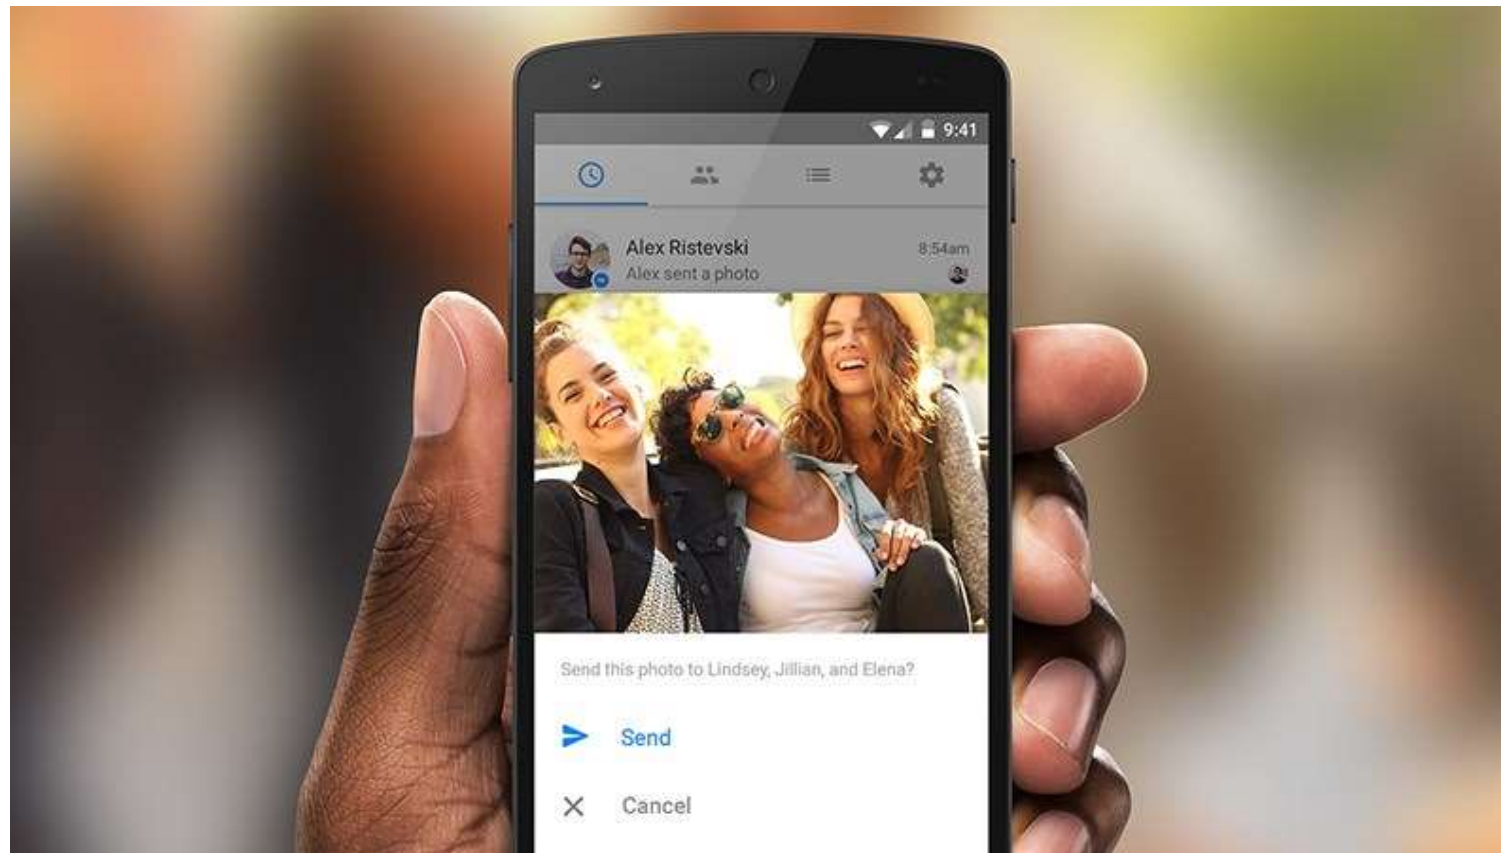 9:41
Alex Ristevski
8:54am
Alex sent a photo
Send this photo to Lindsey, Jillian, and Elena?
Send
Cancel